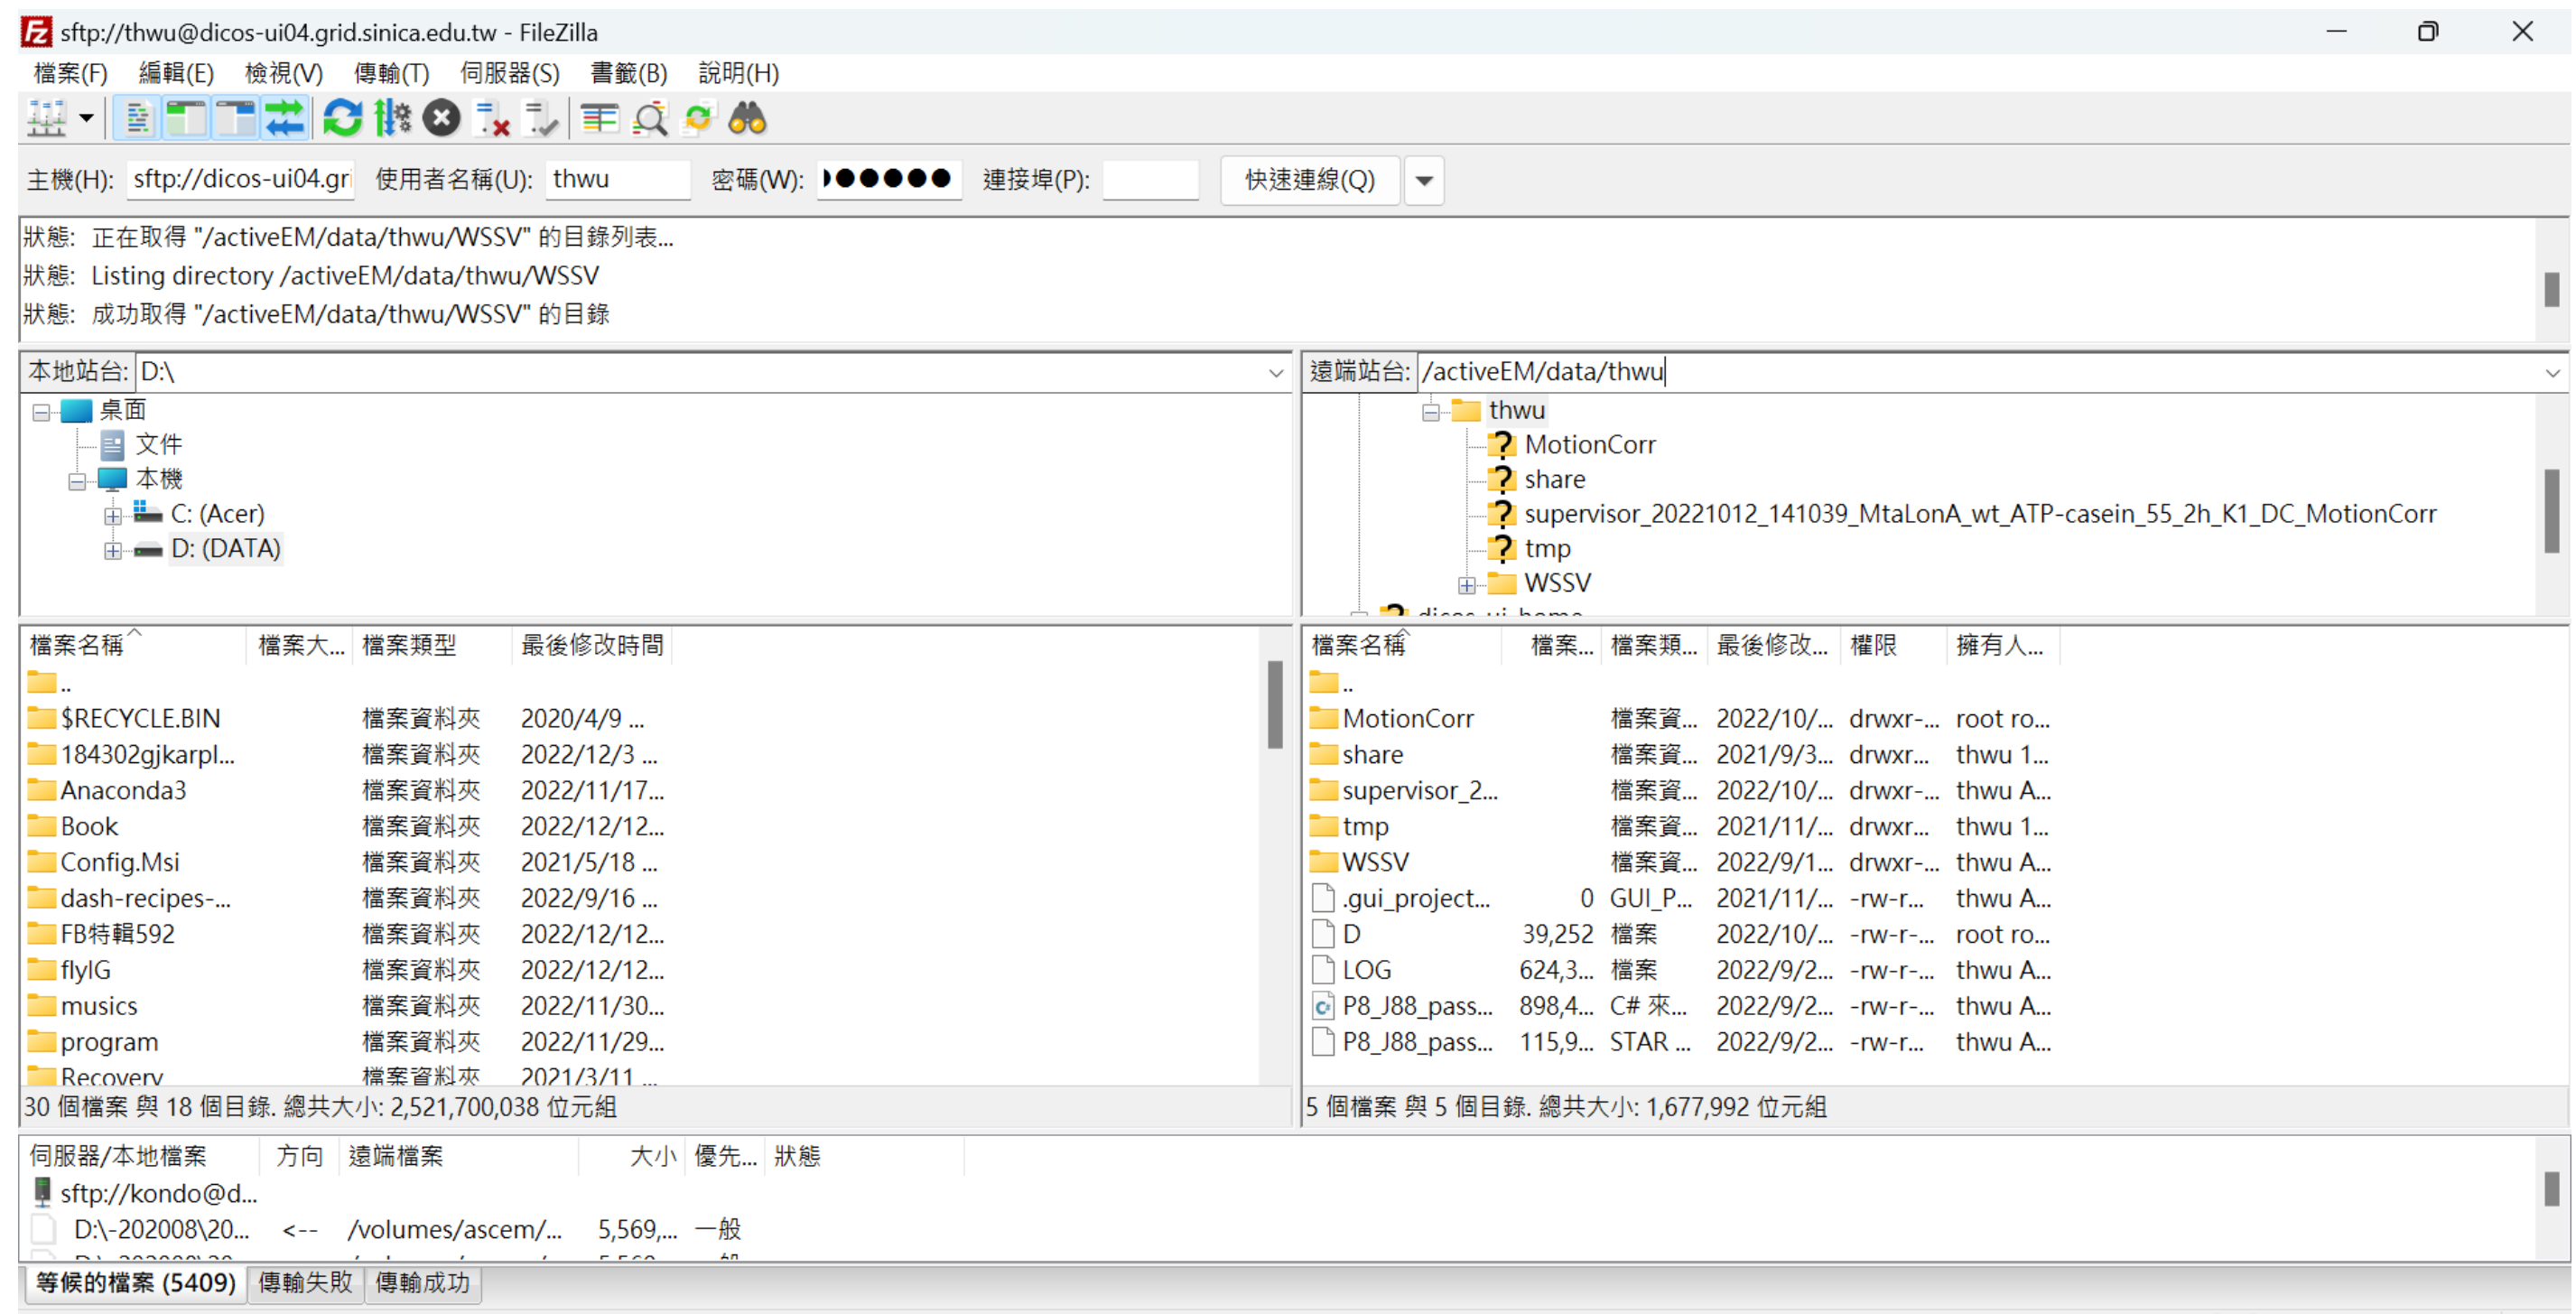 sftp://thwu@dicos-ui04.grid.sinica.edu.tw - FileZilla
檔案(F) 編輯(E) 檢視(V) 傳輸(T) 伺服器(S) 書籤(B) 說明(H)
主機(H): sftp://dicos-ui04.gri 使用者名稱(U): thwu 密碼(W): ●●●●●● 連接埠(P): 快速連線(Q)
狀態: 正在取得 "/activeEM/data/thwu/WSSV" 的目錄列表...
狀態: Listing directory /activeEM/data/thwu/WSSV
狀態: 成功取得 "/activeEM/data/thwu/WSSV" 的目錄
本地站台: D:\
桌面
文件
本機
C: (Acer)
D: (DATA)
遠端站台: /activeEM/data/thwu
thwu
MotionCorr
share
supervisor_20221012_141039_MtaLonA_wt_ATP-casein_55_2h_K1_DC_MotionCorr
tmp
WSSV
檔案名稱 檔案大... 檔案類型 最後修改時間
..
$RECYCLE.BIN 檔案資料夾 2020/4/9 ...
184302gjkarpl... 檔案資料夾 2022/12/3 ...
Anaconda3 檔案資料夾 2022/11/17...
Book 檔案資料夾 2022/12/12...
Config.Msi 檔案資料夾 2021/5/18 ...
dash-recipes-... 檔案資料夾 2022/9/16 ...
FB特輯592 檔案資料夾 2022/12/12...
flyIG 檔案資料夾 2022/12/12...
musics 檔案資料夾 2022/11/30...
program 檔案資料夾 2022/11/29...
Recovery 檔案資料夾 2021/3/11 ...
30 個檔案 與 18 個目錄. 總共大小: 2,521,700,038 位元組
檔案名稱 檔案... 檔案類... 最後修改... 權限 擁有人...
..
MotionCorr 檔案資... 2022/10/... drwxr-... root ro...
share 檔案資... 2021/9/3... drwxr... thwu 1...
supervisor_2... 檔案資... 2022/10/... drwxr-... thwu A...
tmp 檔案資... 2021/11/... drwxr... thwu 1...
WSSV 檔案資... 2022/9/1... drwxr-... thwu A...
.gui_project... 0 GUI_P... 2021/11/... -rw-r... thwu A...
D 39,252 檔案 2022/10/... -rw-r-... root ro...
LOG 624,3... 檔案 2022/9/2... -rw-r-... thwu A...
P8_J88_pass... 898,4... C# 來... 2022/9/2... -rw-r-... thwu A...
P8_J88_pass... 115,9... STAR ... 2022/9/2... -rw-r... thwu A...
5 個檔案 與 5 個目錄. 總共大小: 1,677,992 位元組
伺服器/本地檔案 方向 遠端檔案 大小 優先... 狀態
sftp://kondo@d...
D:\-202008\20... <-- /volumes/ascem/... 5,569,... 一般
等候的檔案 (5409) 傳輸失敗 傳輸成功